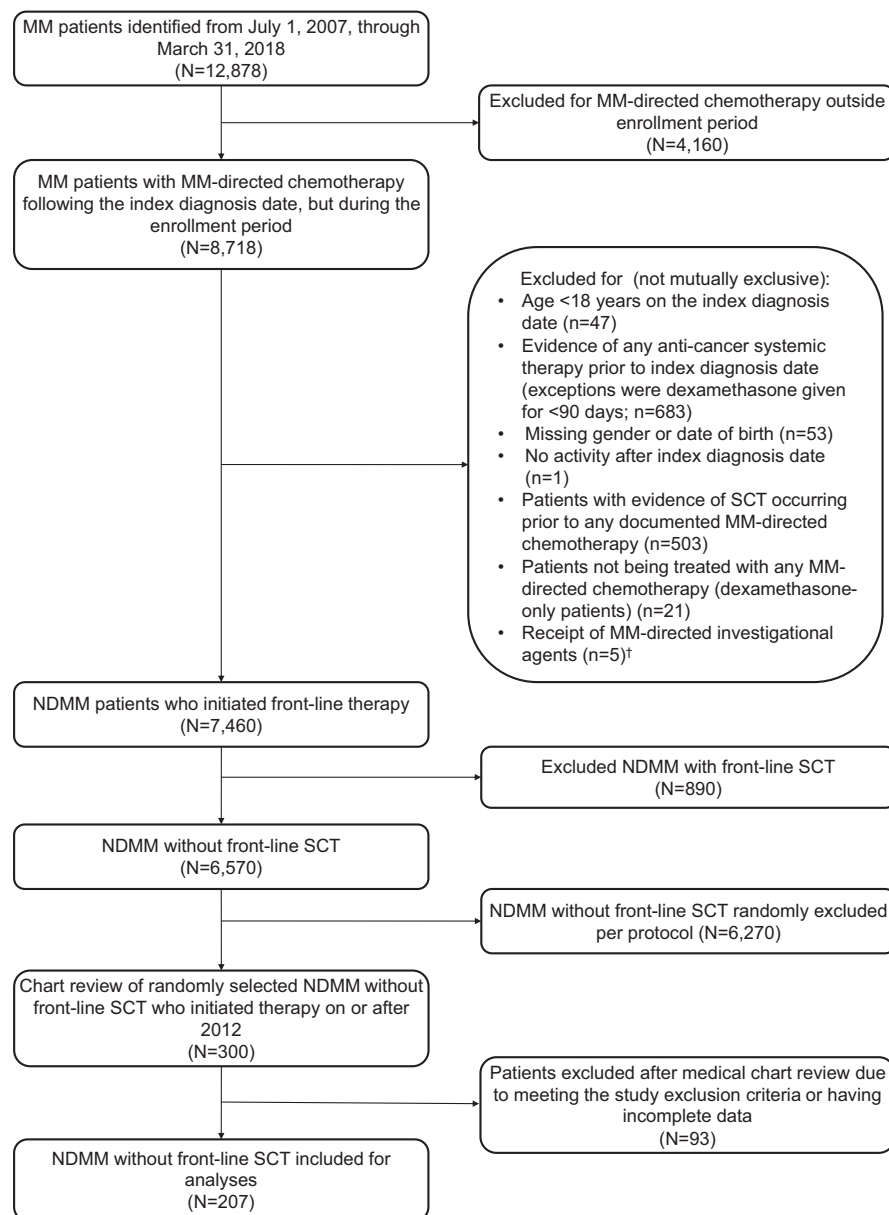 MM patients identified from July 1, 2007, through
March 31, 2018
(N=12,878)
Excluded for MM-directed chemotherapy outside
enrollment period
(N=4,160)
MM patients with MM-directed chemotherapy
following the index diagnosis date, but during the
enrollment period
(N=8,718)
Excluded for (not mutually exclusive):
• Age <18 years on the index diagnosis
date (n=47)
• Evidence of any anti-cancer systemic
therapy prior to index diagnosis date
(exceptions were dexamethasone given
for <90 days; n=683)
• Missing gender or date of birth (n=53)
• No activity after index diagnosis date
(n=1)
• Patients with evidence of SCT occurring
prior to any documented MM-directed
chemotherapy (n=503)
• Patients not being treated with any MM-
directed chemotherapy (dexamethasone-
only patients) (n=21)
• Receipt of MM-directed investigational
agents (n=5)†
NDMM patients who initiated front-line therapy
(N=7,460)
Excluded NDMM with front-line SCT
(N=890)
NDMM without front-line SCT
(N=6,570)
NDMM without front-line SCT randomly excluded
per protocol (N=6,270)
Chart review of randomly selected NDMM without
front-line SCT who initiated therapy on or after
2012
(N=300)
Patients excluded after medical chart review due
to meeting the study exclusion criteria or having
incomplete data
(N=93)
NDMM without front-line SCT included for
analyses
(N=207)